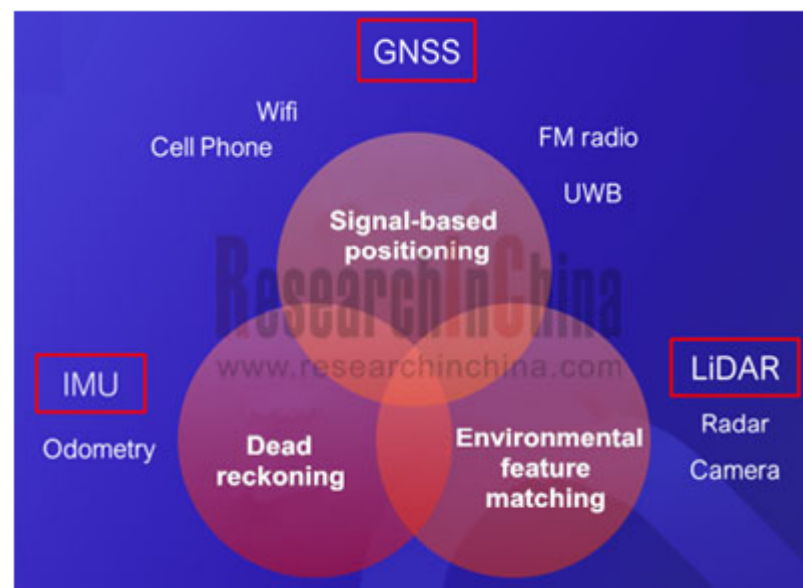 GNSS
Wifi
Cell Phone
FM radio
UWB
Signal-based
positioning
ResearchInChina
www.researchinchina.com
IMU
Odometry
LiDAR
Radar
Camera
Dead
reckoning
Environmental
feature
matching